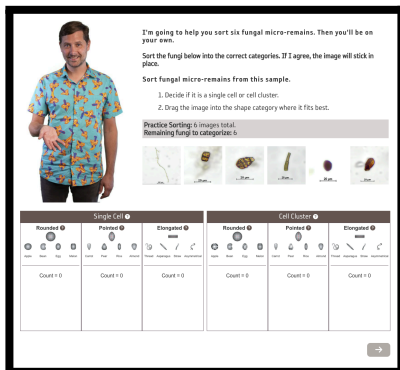 I'm going to help you sort six fungal micro-remains. Then you'll be
on your own.
Sort the fungi below into the correct categories. If I agree, the image will stick in
place.
Sort fungal micro-remains from this sample.
1. Decide if it is a single cell or cell cluster.
2. Drag the image into the shape category where it fits best.
Practice Sorting: 6 images total.
Remaining fungi to categorize: 6
Single Cell ?
Cell Cluster ?
Rounded ? Pointed ? Elongated ? Rounded ? Pointed ? Elongated ?
Apple Bean Egg Melon Carrot Pear Olive Almond Thread Asparagus Straw Asymmetrical Apple Bean Egg Melon Carrot Pear Olive Almond Thread Asparagus Straw Asymmetrical
Count = 0 Count = 0 Count = 0 Count = 0 Count = 0 Count = 0